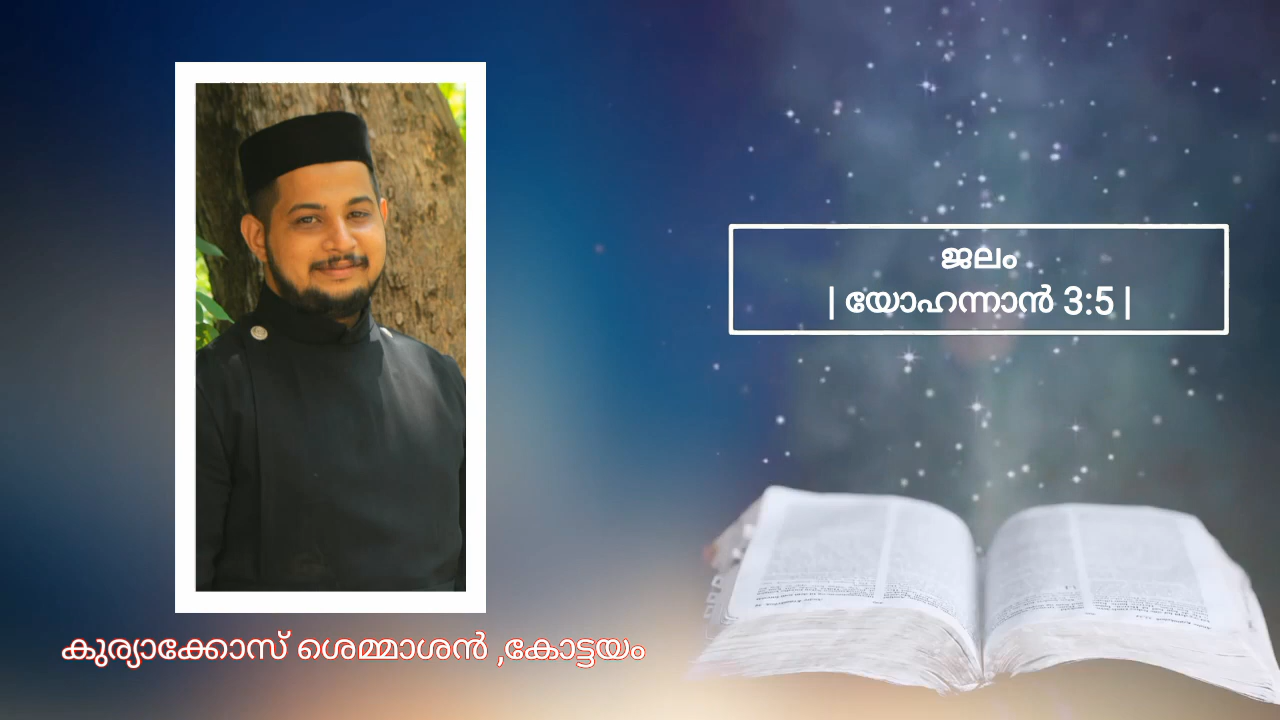 ജലം
| യോഹന്നാൻ 3:5 |
കുര്യാക്കോസ് ശെമ്മാശൻ ,കോട്ടയം